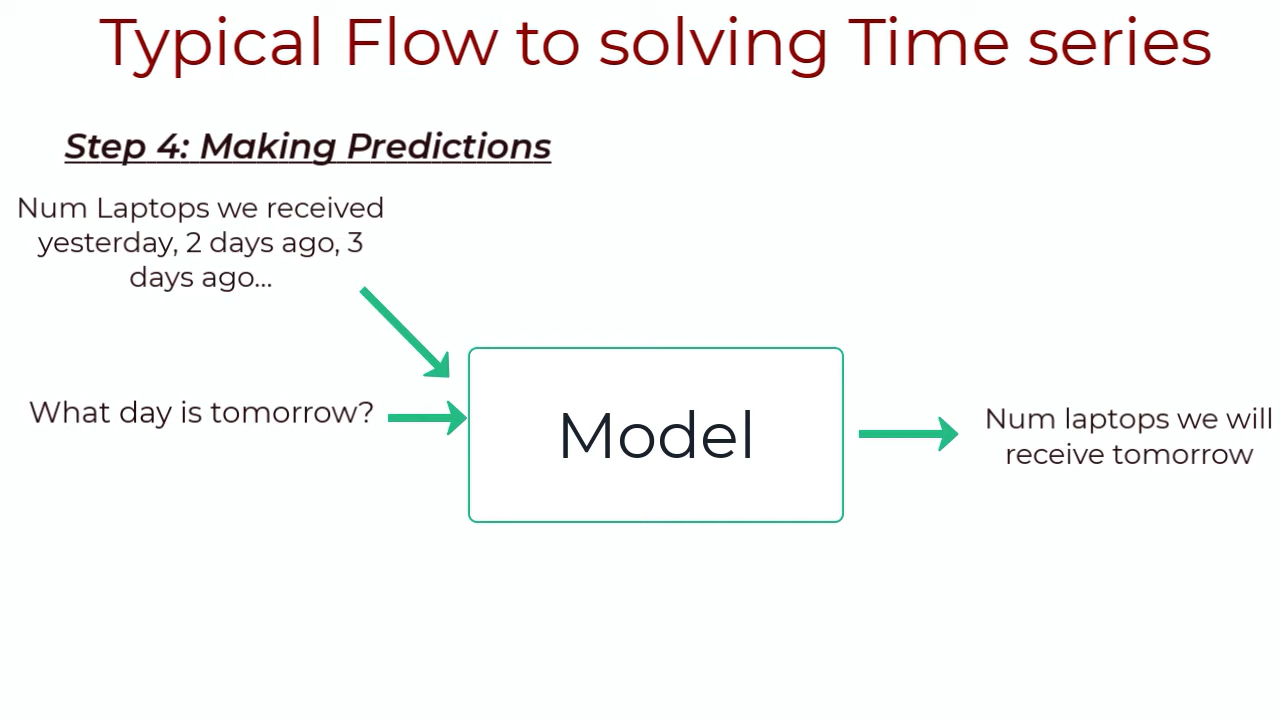 Typical Flow to solving Time series
Step 4: Making Predictions
Num Laptops we received
yesterday, 2 days ago, 3
days ago...
What day is tomorrow?
Model
Num laptops we will
receive tomorrow